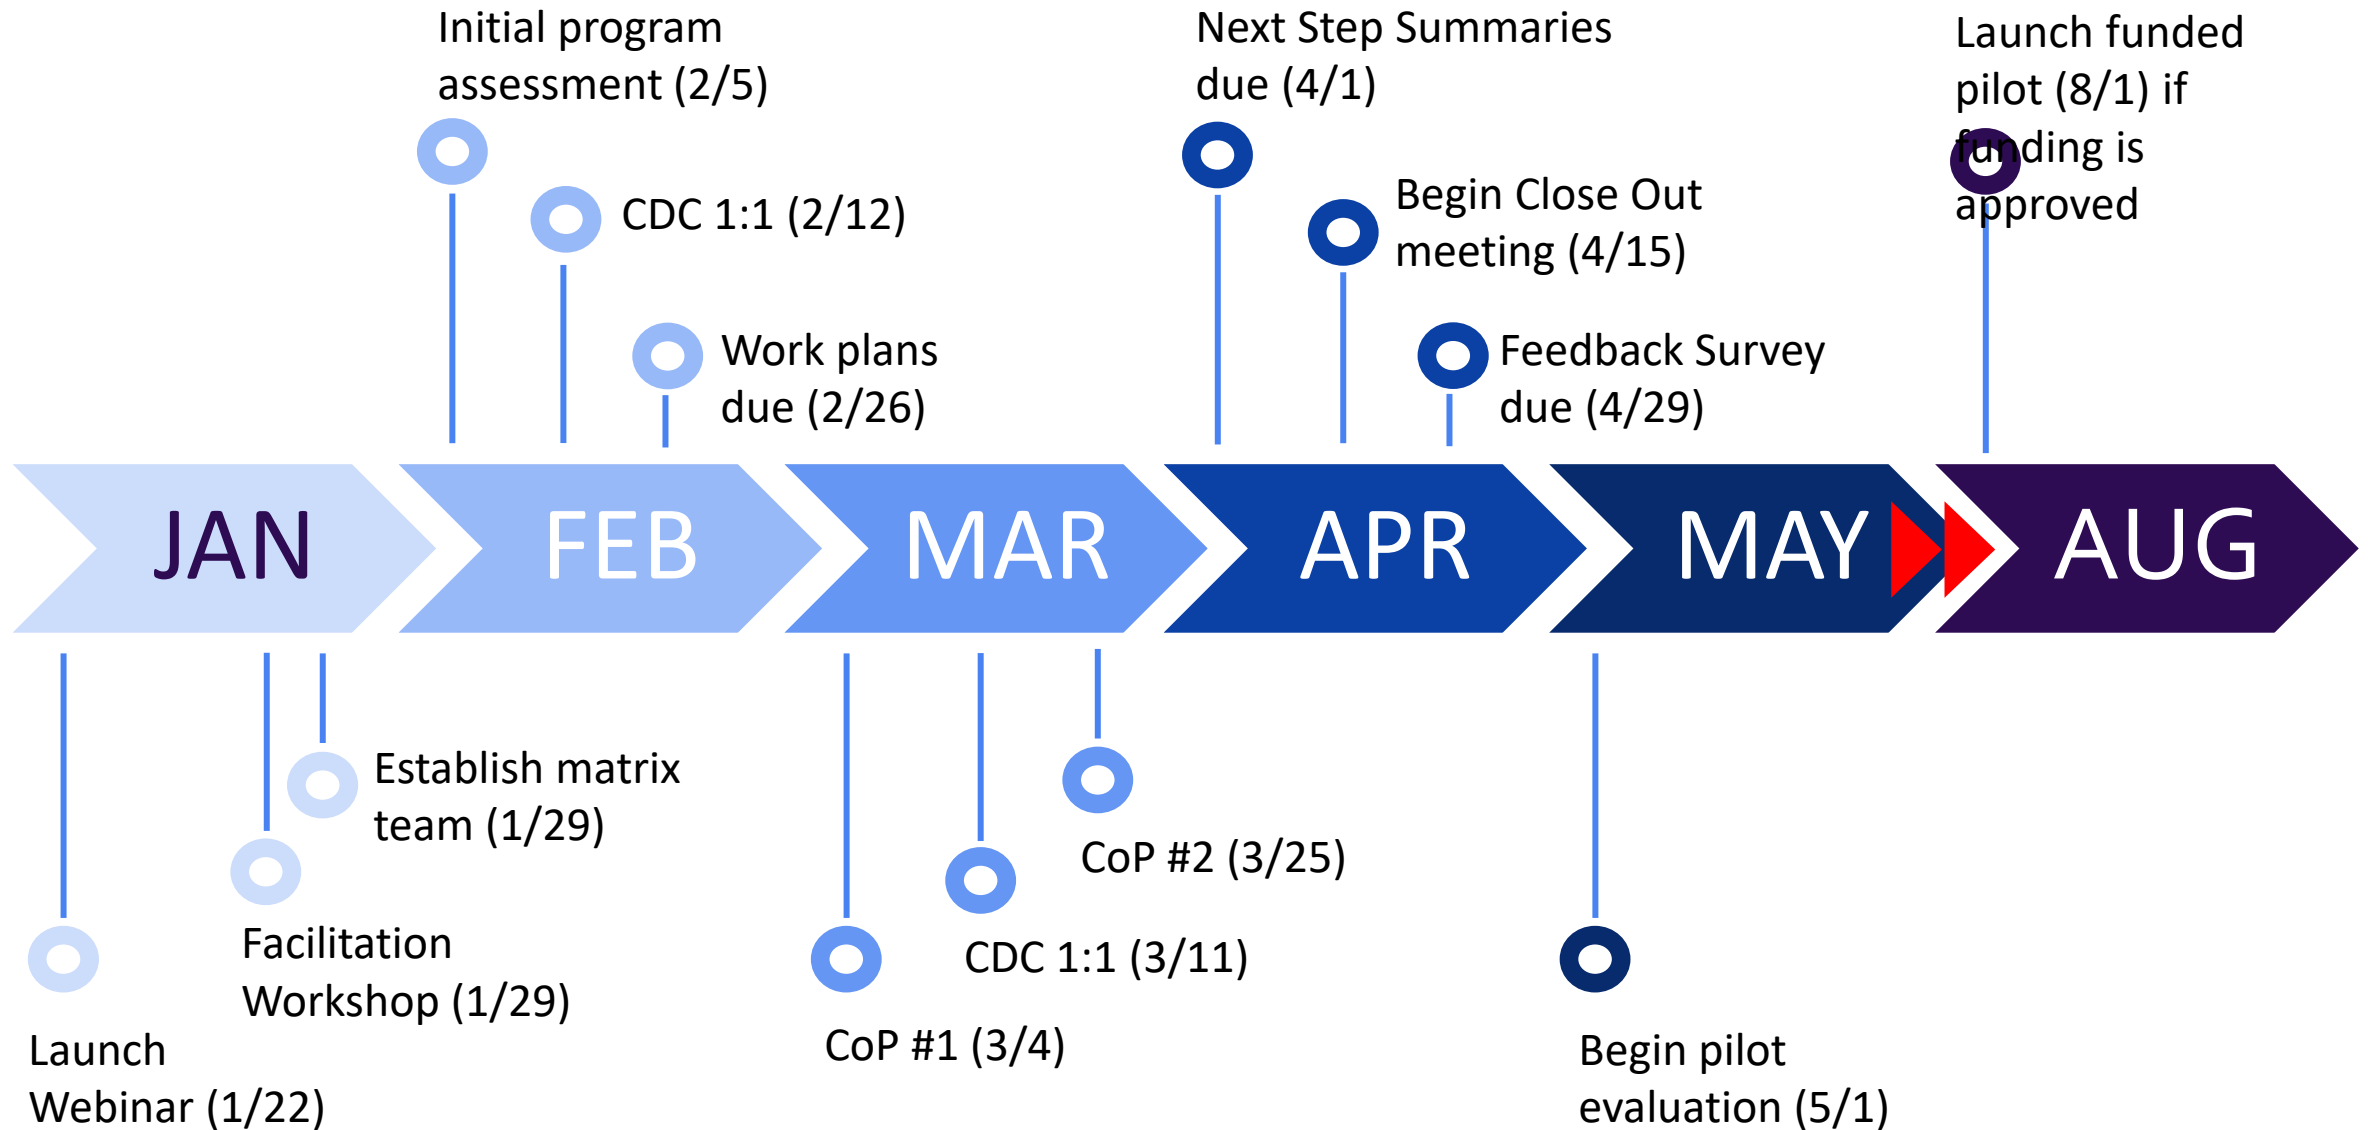 Initial program
assessment (2/5)
CDC 1:1 (2/12)
Work plans
due (2/26)
Next Step Summaries
due (4/1)
Begin Close Out
meeting (4/15)
Feedback Survey
due (4/29)
Launch funded
pilot (8/1) if
funding is
approved
JAN
FEB
MAR
APR
MAY
AUG
Launch
Webinar (1/22)
Facilitation
Workshop (1/29)
Establish matrix
team (1/29)
CoP #1 (3/4)
CDC 1:1 (3/11)
CoP #2 (3/25)
Begin pilot
evaluation (5/1)